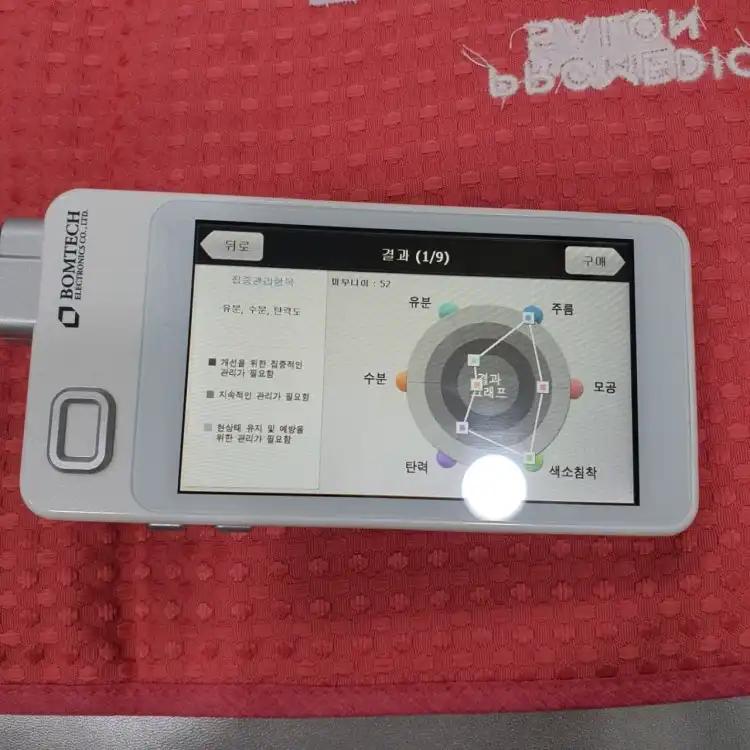 SALON
PROMEDIC
BOMTECH
ELECTRONICS CO., LTD.
뒤로
결과 (1/9)
구매
집중관리항목
유분, 수분, 탄력도
개선을 위한 집중적인
관리가 필요함
지속적인 관리가 필요함
현상태 유지 및 예방을
위한 관리가 필요함
피부나이 : 52
유분
주름
수분
모공
탄력
색소침착
결과
그래프